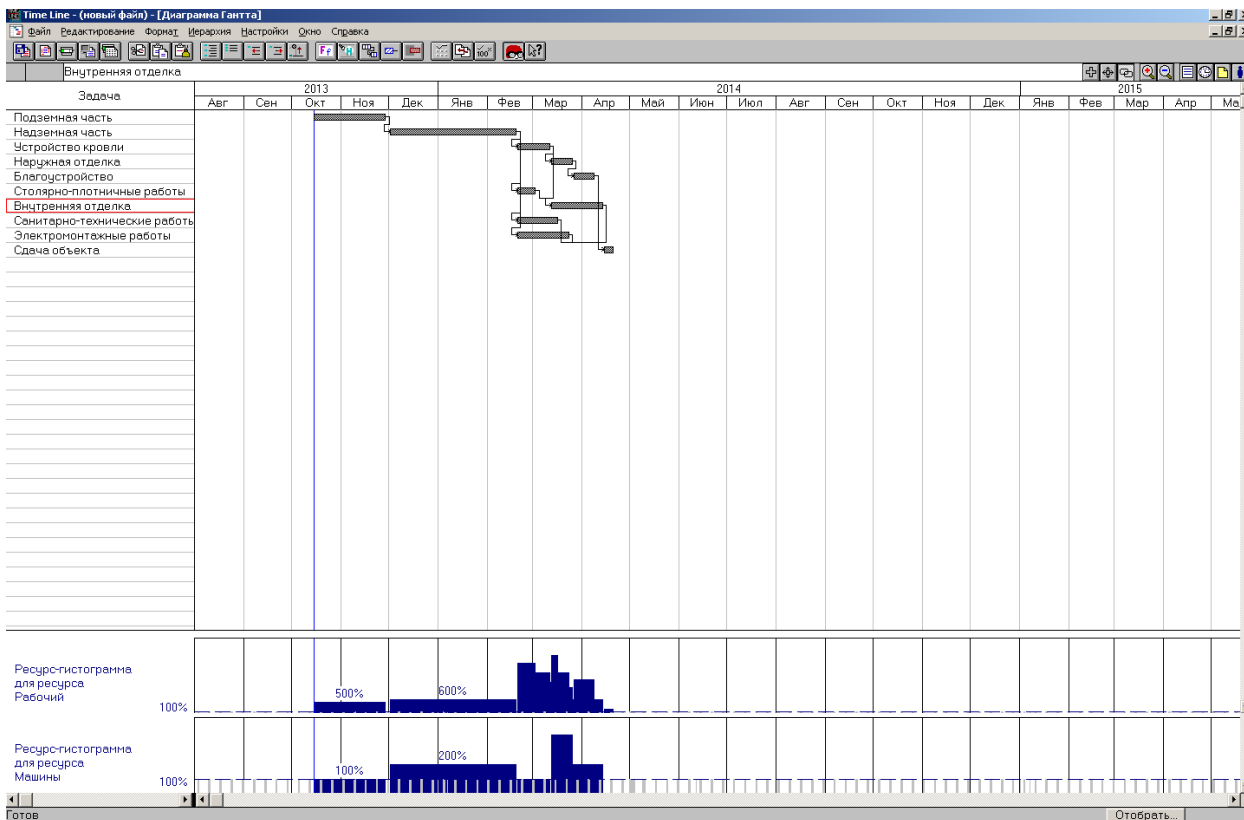 Time Line - (новый файл) - [Диаграмма Гантта]
Файл Редактирование Формат Иерархия Настройки Окно Справка
Внутренняя отделка
Задача
2013 2014 2015
Авг Сен Окт Ноя Дек Янв Фев Мар Апр Май Июн Июл Авг Сен Окт Ноя Дек Янв Фев Мар Апр Ма
Подземная часть
Надземная часть
Устройство кровли
Наружная отделка
Благоустройство
Столярно-плотничные работы
Внутренняя отделка
Санитарно-технические работь
Электромонтажные работы
Сдача объекта
Ресурс-гистограмма
для ресурса
Рабочий
100%
500% 600%
Ресурс-гистограмма
для ресурса
Машины
100%
100% 200%
Готов
Отобрать...